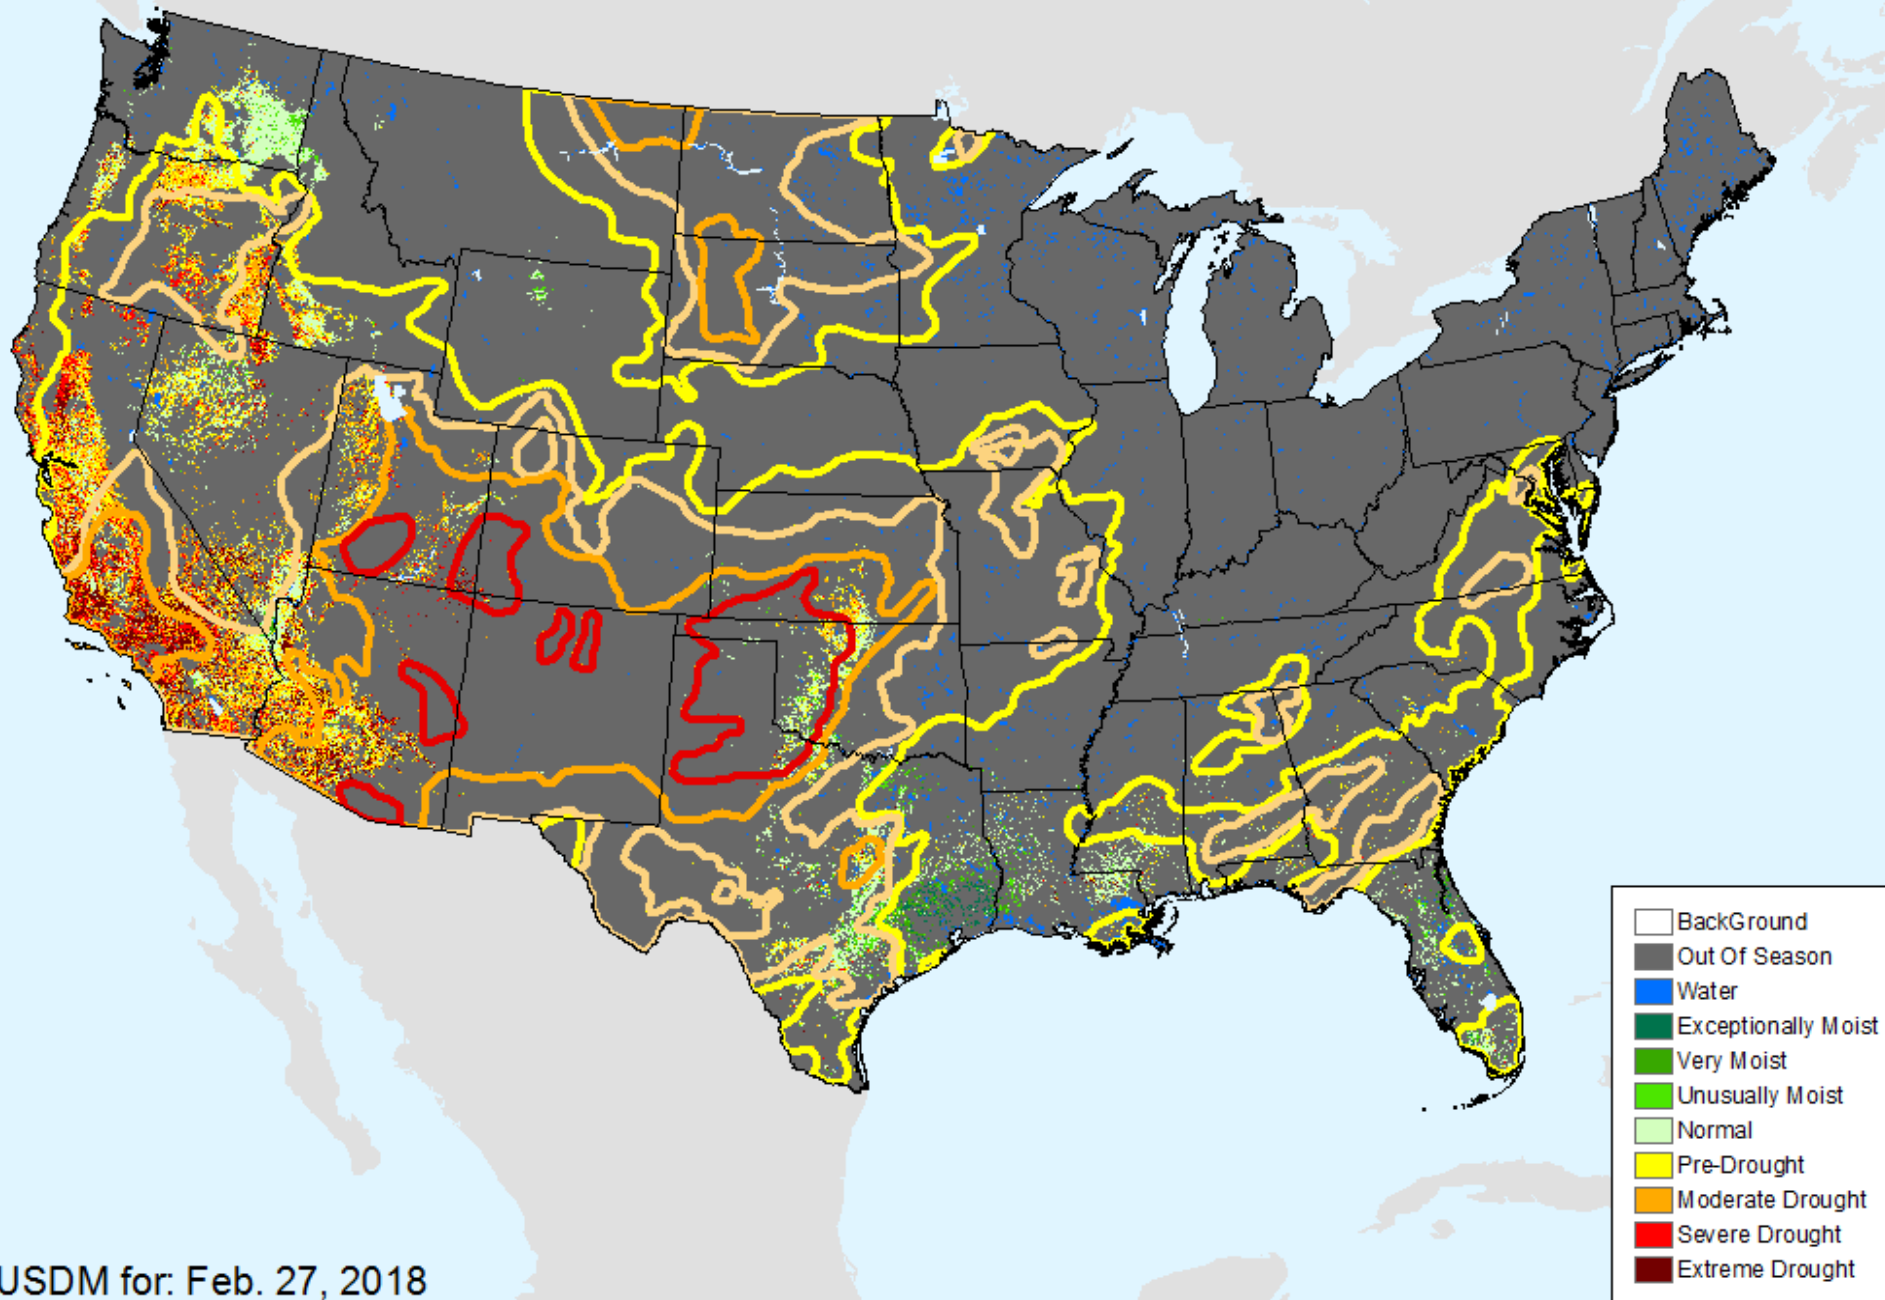 BackGround
Out Of Season
Water
Exceptionally Moist
Very Moist
Unusually Moist
Normal
Pre-Drought
Moderate Drought
Severe Drought
Extreme Drought
USDM for: Feb. 27, 2018